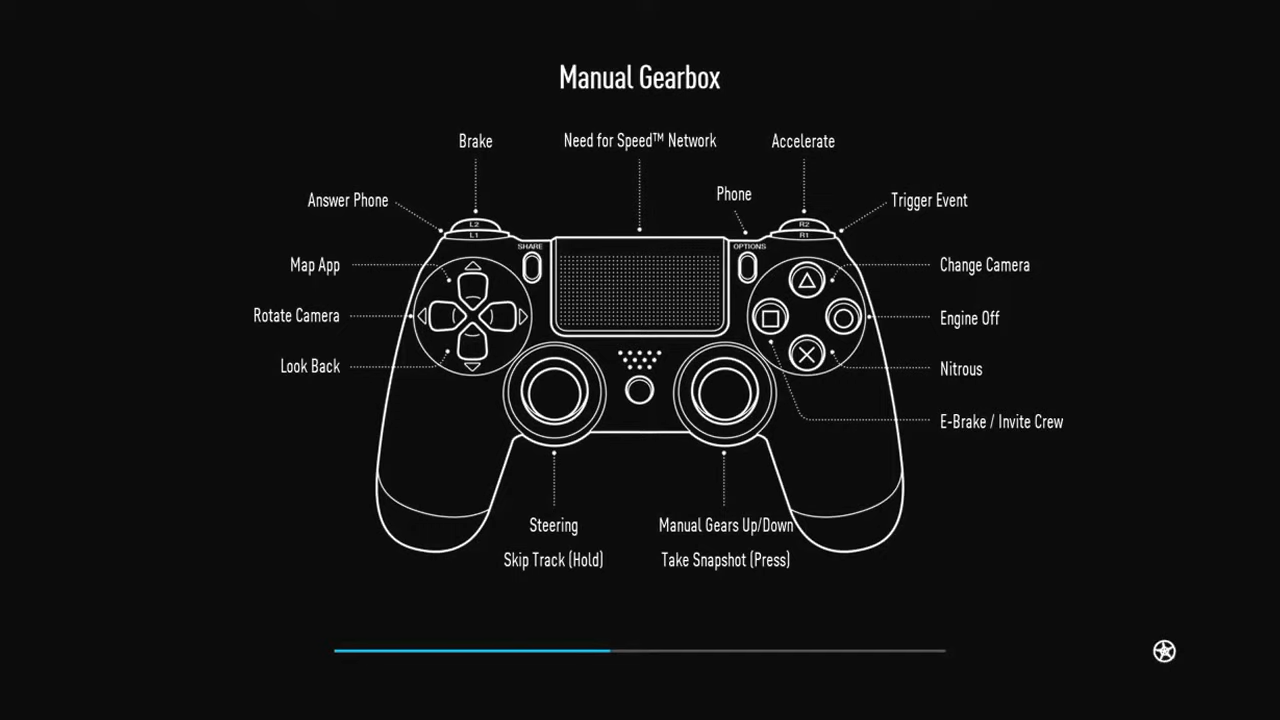 Manual Gearbox
Brake
Need for Speed™ Network
Accelerate
Answer Phone
Phone
Trigger Event
L2
R2
L1
R1
SHARE
OPTIONS
Map App
Change Camera
Rotate Camera
Engine Off
Look Back
Nitrous
E-Brake / Invite Crew
Steering
Manual Gears Up/Down
Skip Track (Hold)
Take Snapshot (Press)